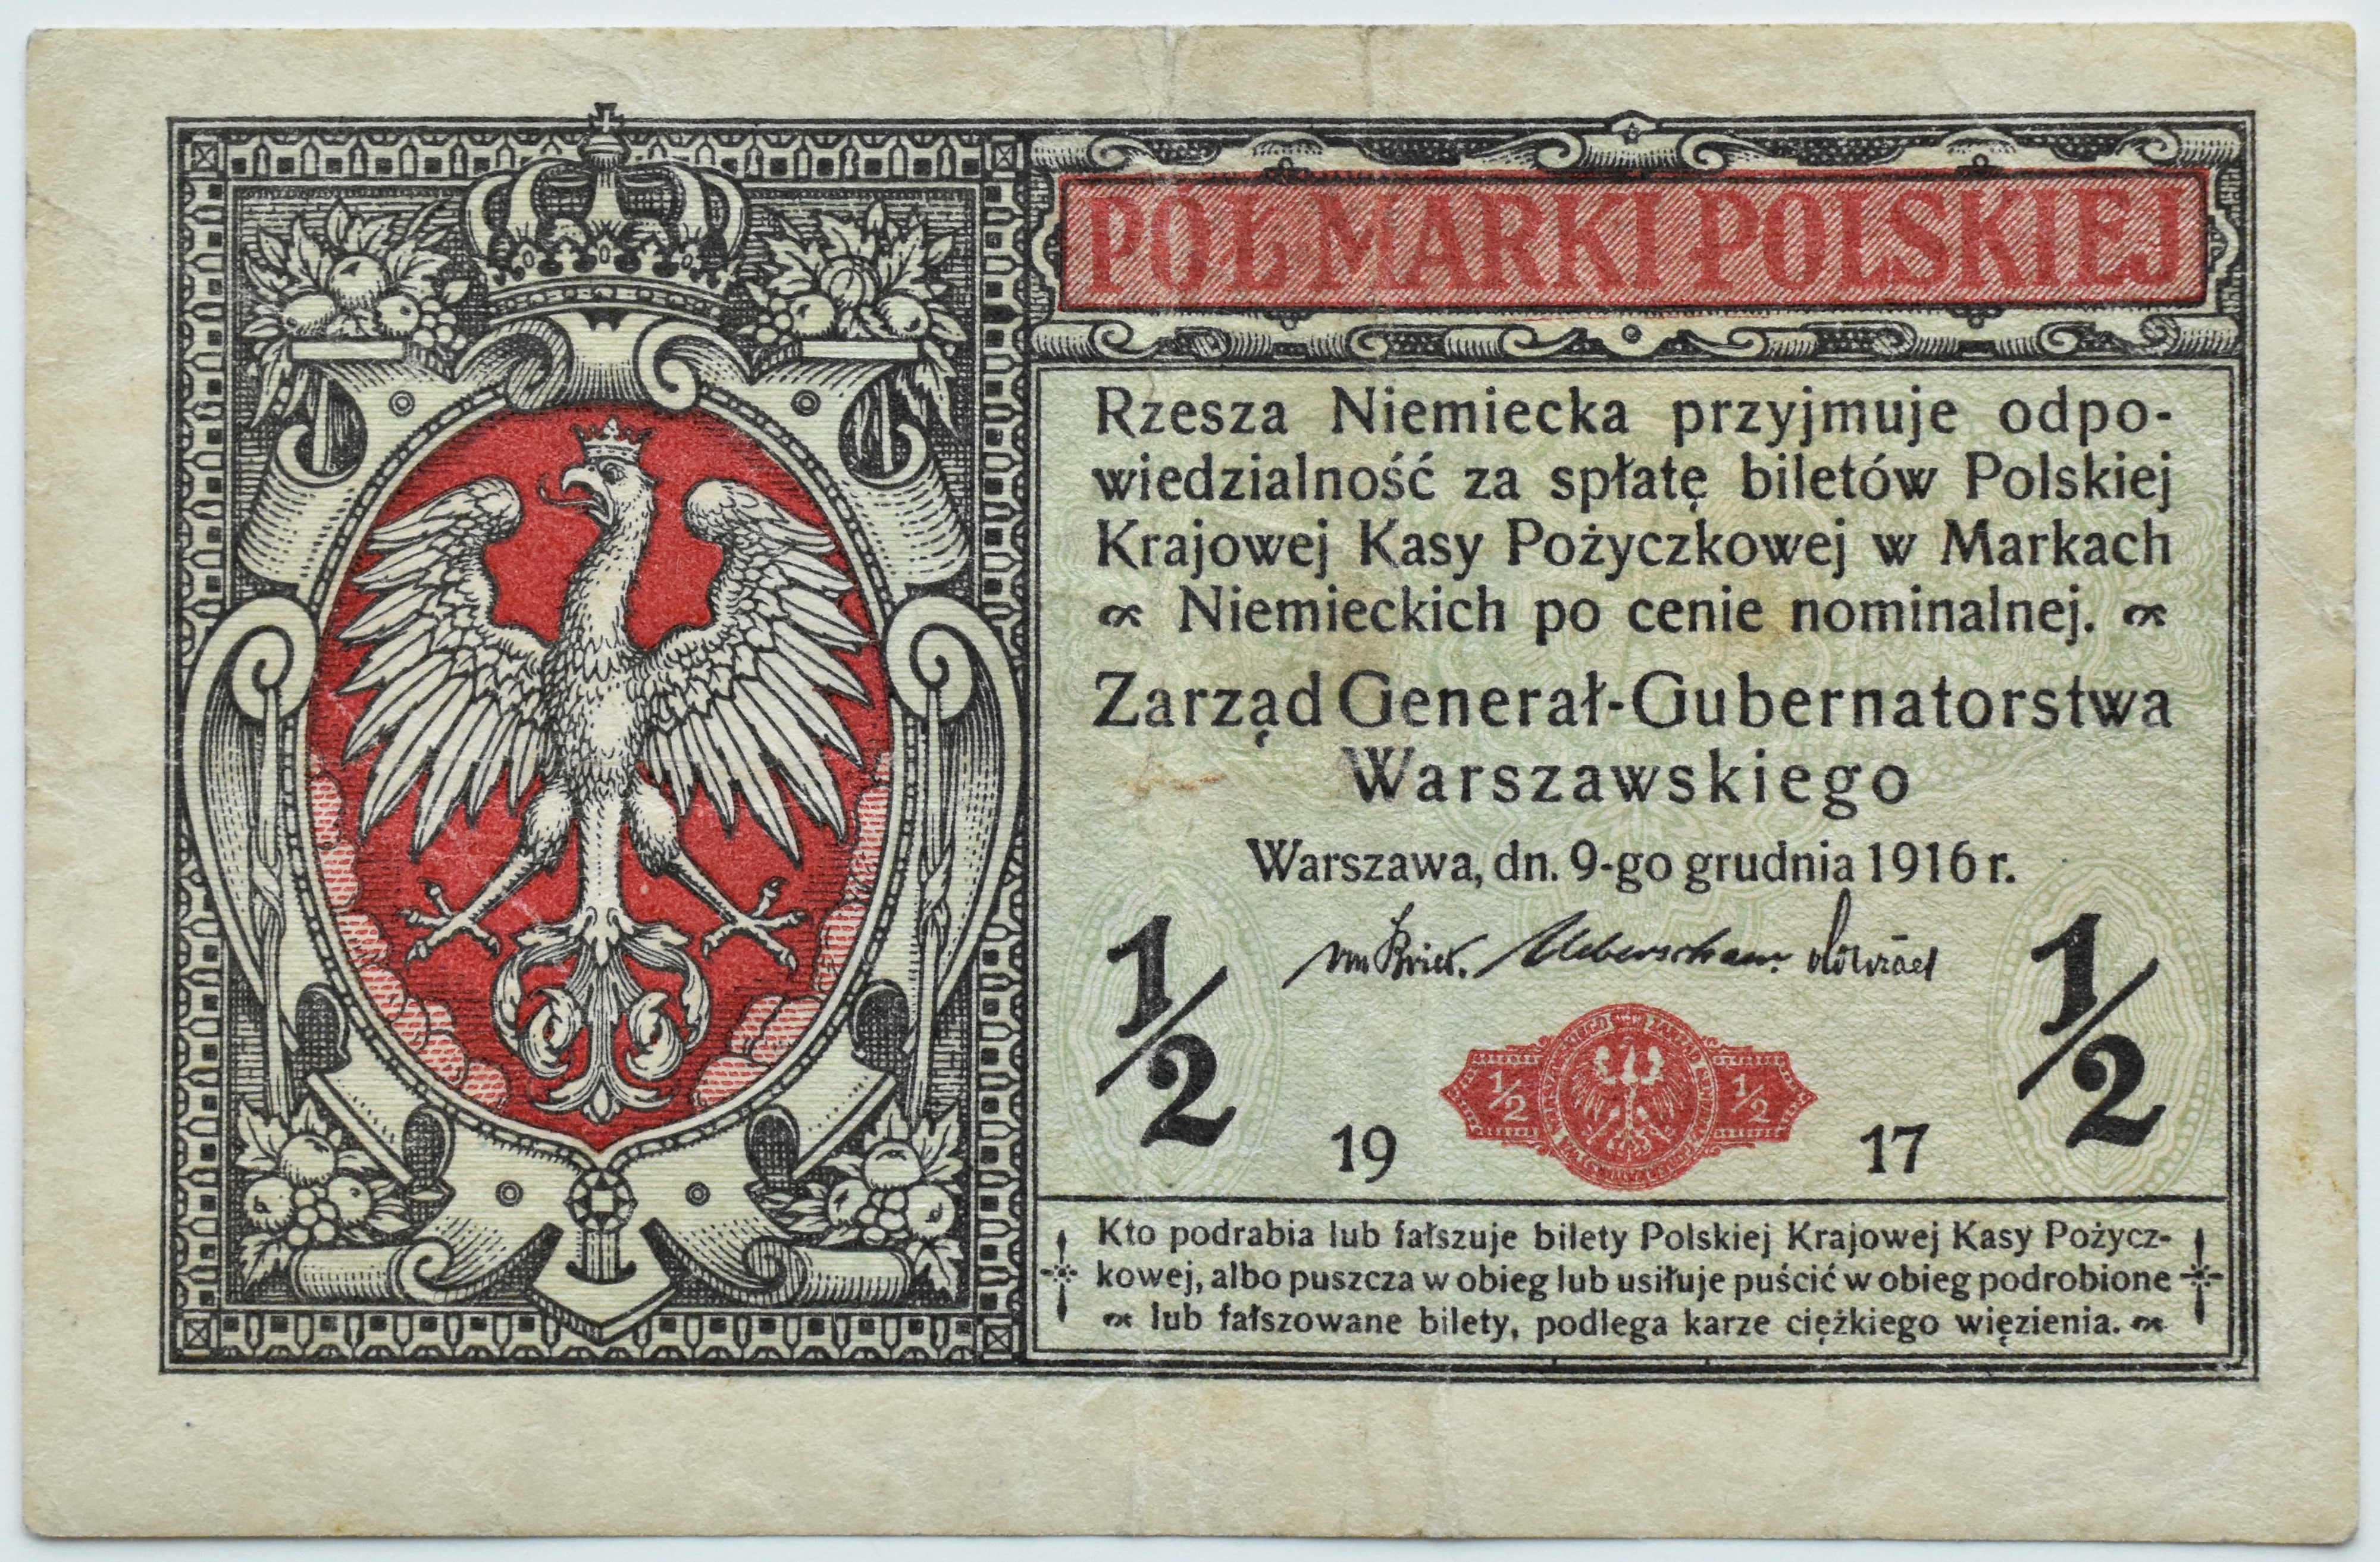 PÓŁ MARKI POLSKIEJ
Rzesza Niemiecka przyjmuje odpo-
wiedzialność za spłatę biletów Polskiej
Krajowej Kasy Pożyczkowej w Markach
Niemieckich po cenie nominalnej.
Zarząd Generał-Gubernatorstwa
Warszawskiego
Warszawa, dn. 9-go grudnia 1916 r.
1/2 1/2
1/2 1/2
19 17
Kto podrabia lub fałszuje bilety Polskiej Krajowej Kasy Pożycz-
kowej, albo puszcza w obieg lub usiłuje puścić w obieg podrobione
lub fałszowane bilety, podlega karze ciężkiego więzienia.